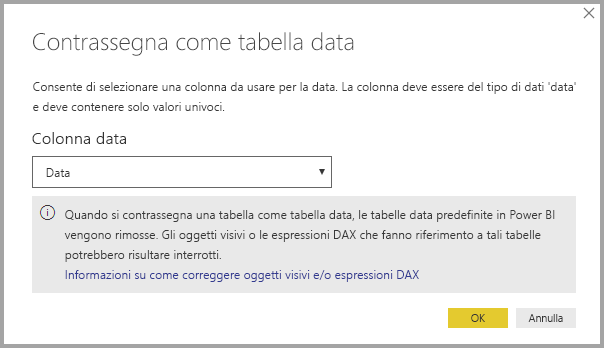 Contrassegna come tabella data
Consente di selezionare una colonna da usare per la data. La colonna deve essere del tipo di dati 'data'
e deve contenere solo valori univoci.
Colonna data
Data
Quando si contrassegna una tabella come tabella data, le tabelle data predefinite in Power BI
vengono rimosse. Gli oggetti visivi o le espressioni DAX che fanno riferimento a tali tabelle
potrebbero risultare interrotti.
Informazioni su come correggere oggetti visivi e/o espressioni DAX
OK Annulla